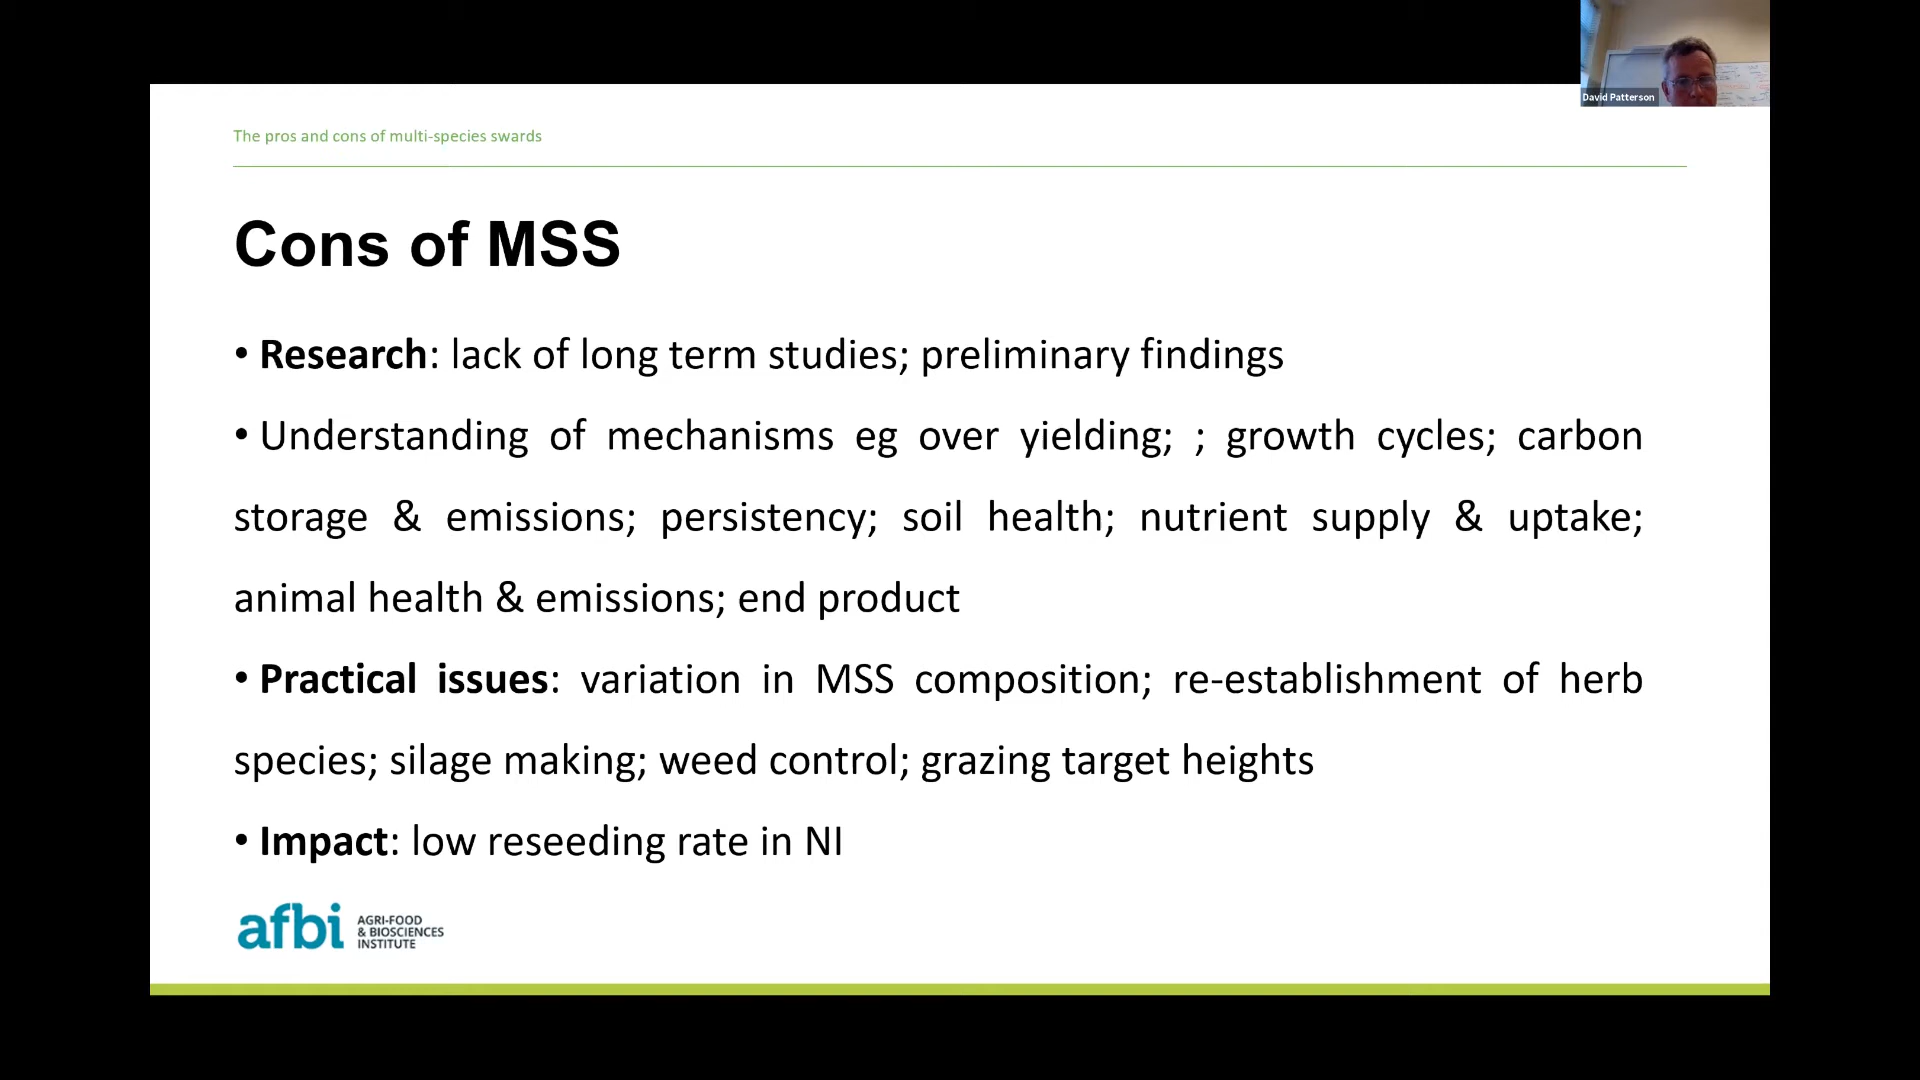 David Patterson
The pros and cons of multi-species swards
Cons of MSS
• Research: lack of long term studies; preliminary findings
• Understanding of mechanisms eg over yielding; ; growth cycles; carbon
storage & emissions; persistency; soil health; nutrient supply & uptake;
animal health & emissions; end product
• Practical issues: variation in MSS composition; re-establishment of herb
species; silage making; weed control; grazing target heights
• Impact: low reseeding rate in NI
afbi
AGRI-FOOD
& BIOSCIENCES
INSTITUTE